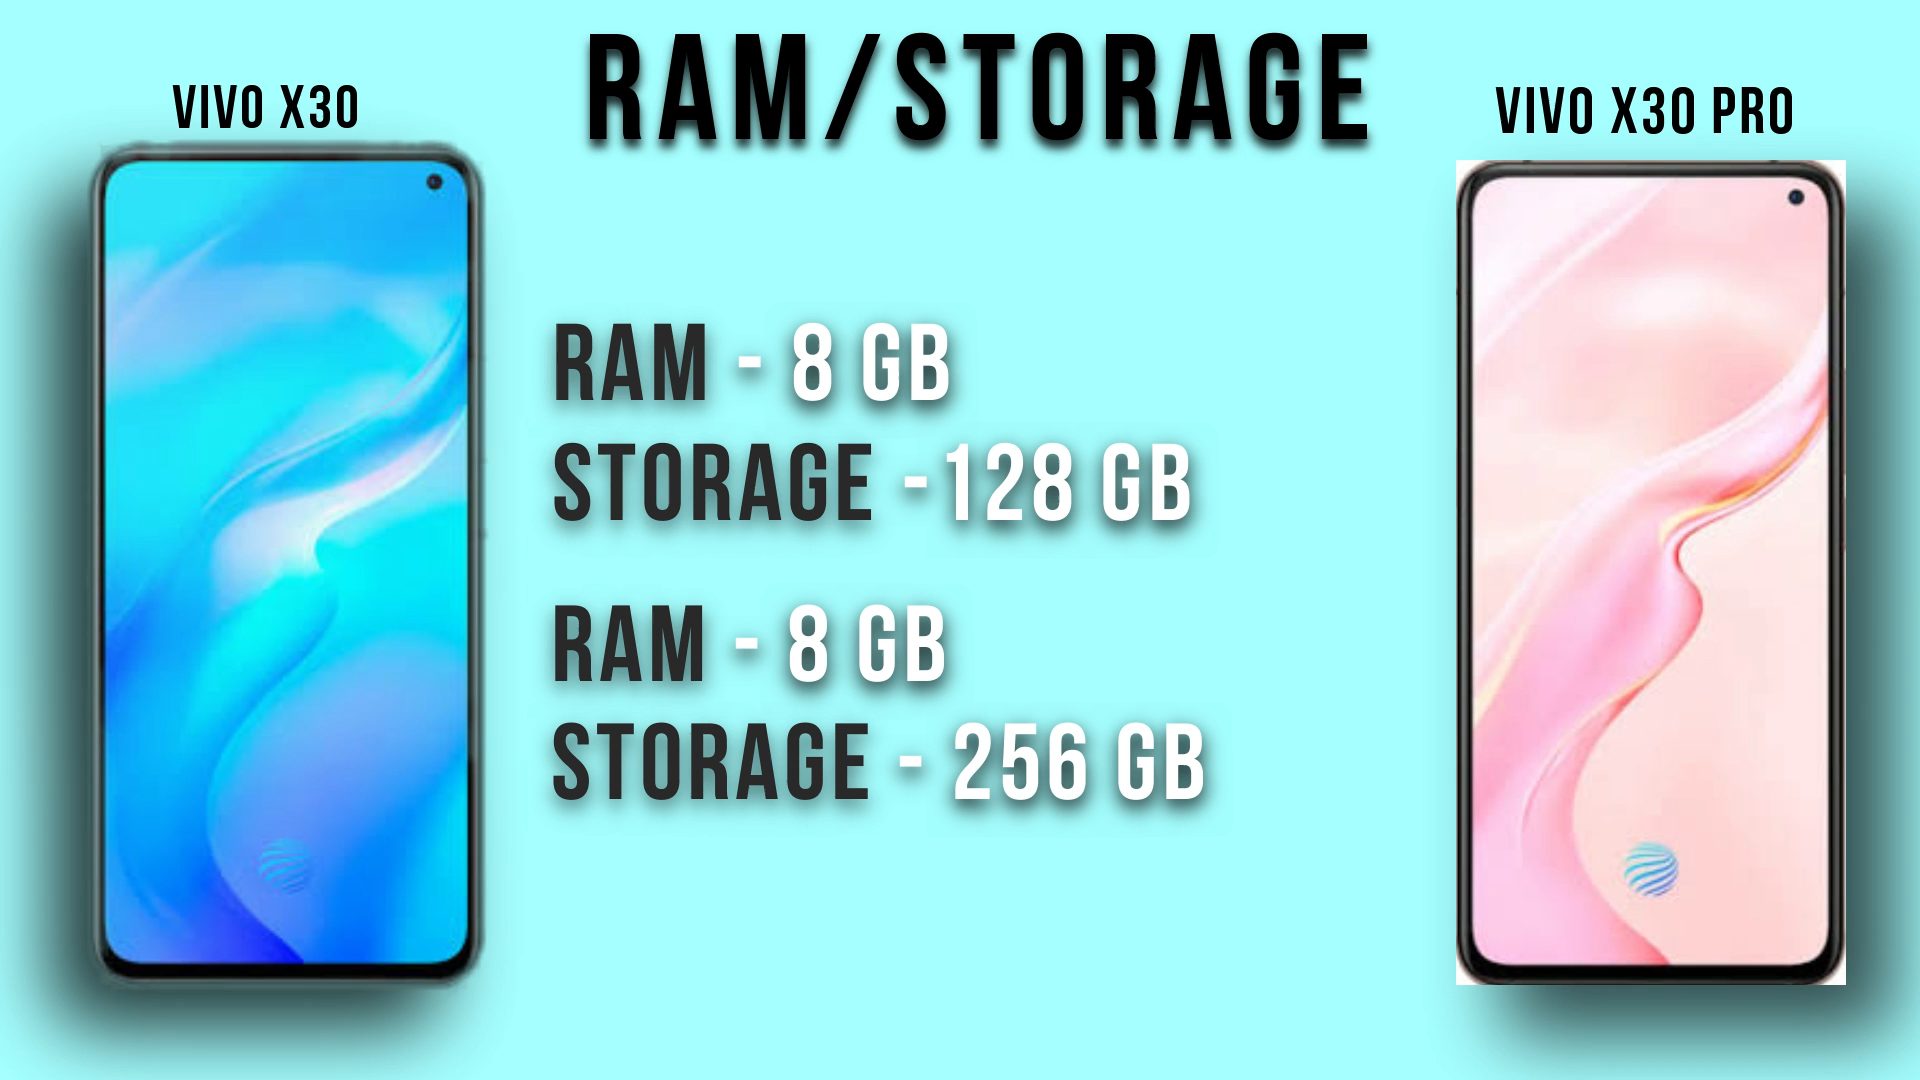 RAM/STORAGE
VIVO X30
VIVO X30 PRO
RAM - 8 GB
STORAGE -128 GB
RAM - 8 GB
STORAGE - 256 GB